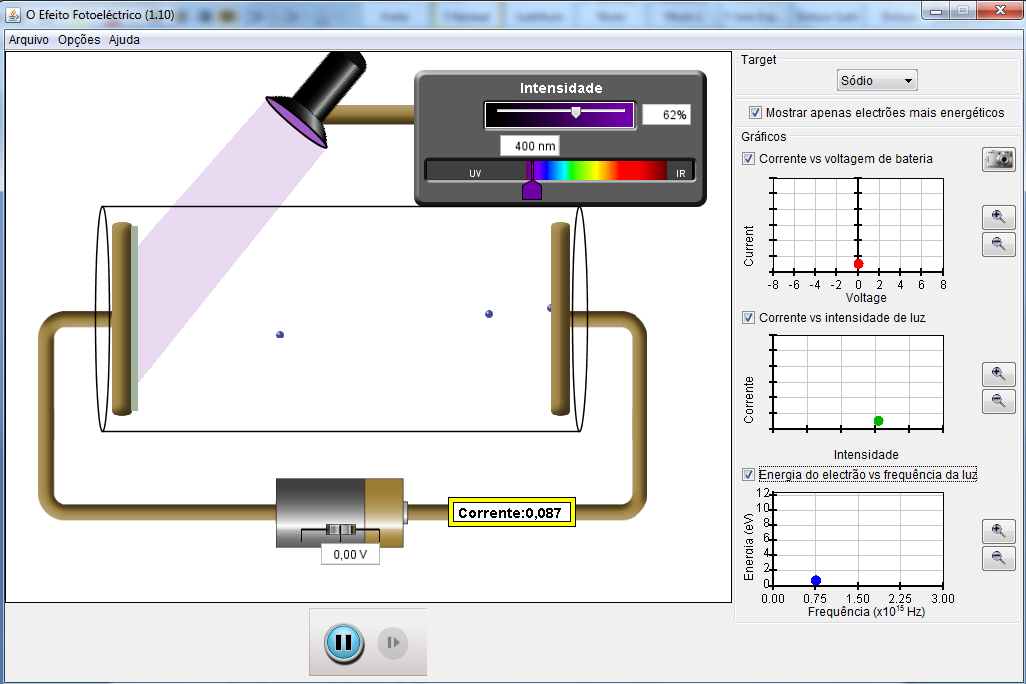 O Efeito Fotoeléctrico (1.10)
Arquivo Opções Ajuda
Intensidade
62%
400 nm
UV
IR
Corrente:0,087
0,00 V
Target
Sódio
Mostrar apenas electrões mais energéticos
Gráficos
Corrente vs voltagem de bateria
Current
-8 -6 -4 -2 0 2 4 6 8
Voltage
Corrente vs intensidade de luz
Corrente
Intensidade
Energia do electrão vs frequência da luz
Energia (eV)
12
10
8
6
4
2
0
0.00 0.75 1.50 2.25 3.00
Frequência (x10¹⁵ Hz)